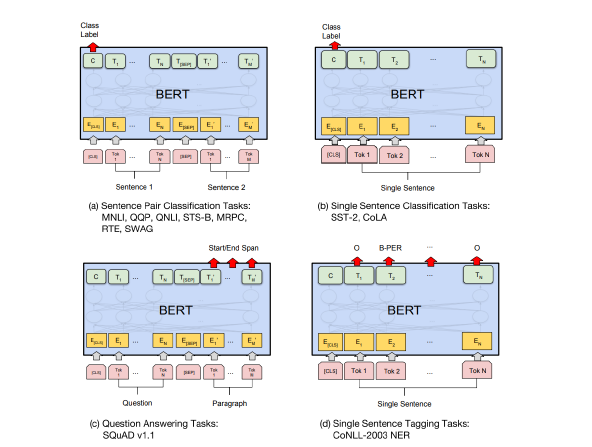 Class
Label
C T1 ... TN T[SEP] T1' ... TM'
BERT
E[CLS] E1 ... EN E[SEP] E1' ... EM'
[CLS] Tok 1 ... Tok N [SEP] Tok 1 ... Tok M
Sentence 1 Sentence 2
(a) Sentence Pair Classification Tasks:
MNLI, QQP, QNLI, STS-B, MRPC,
RTE, SWAG
Class
Label
C T1 T2 ... TN
BERT
E[CLS] E1 E2 ... EN
[CLS] Tok 1 Tok 2 ... Tok N
Single Sentence
(b) Single Sentence Classification Tasks:
SST-2, CoLA
Start/End Span
C T1 ... TN T[SEP] T1' ... TM'
BERT
E[CLS] E1 ... EN E[SEP] E1' ... EM'
[CLS] Tok 1 ... Tok N [SEP] Tok 1 ... Tok M
Question Paragraph
(c) Question Answering Tasks:
SQuAD v1.1
O B-PER ... O
C T1 T2 ... TN
BERT
E[CLS] E1 E2 ... EN
[CLS] Tok 1 Tok 2 ... Tok N
Single Sentence
(d) Single Sentence Tagging Tasks:
CoNLL-2003 NER